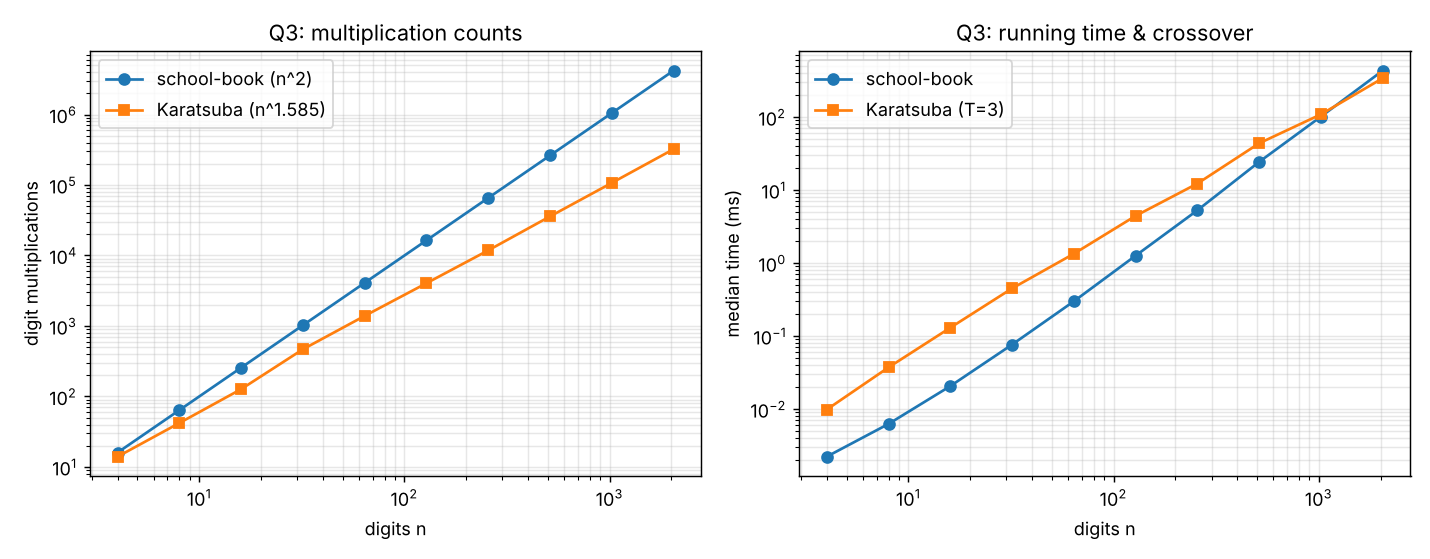 Q3: multiplication counts
school-book (n^2)
Karatsuba (n^1.585)
digit multiplications
10^6
10^5
10^4
10^3
10^2
10^1
10^1
10^2
10^3
digits n
Q3: running time & crossover
school-book
Karatsuba (T=3)
median time (ms)
10^2
10^1
10^0
10^−1
10^−2
10^1
10^2
10^3
digits n